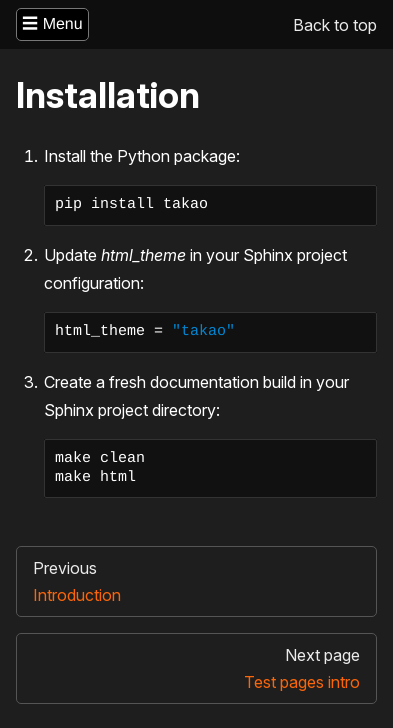 ☰ Menu
Back to top
Installation
1. Install the Python package:
pip install takao
2. Update html_theme in your Sphinx project
configuration:
html_theme = "takao"
3. Create a fresh documentation build in your
Sphinx project directory:
make clean
make html
Previous
Introduction
Next page
Test pages intro